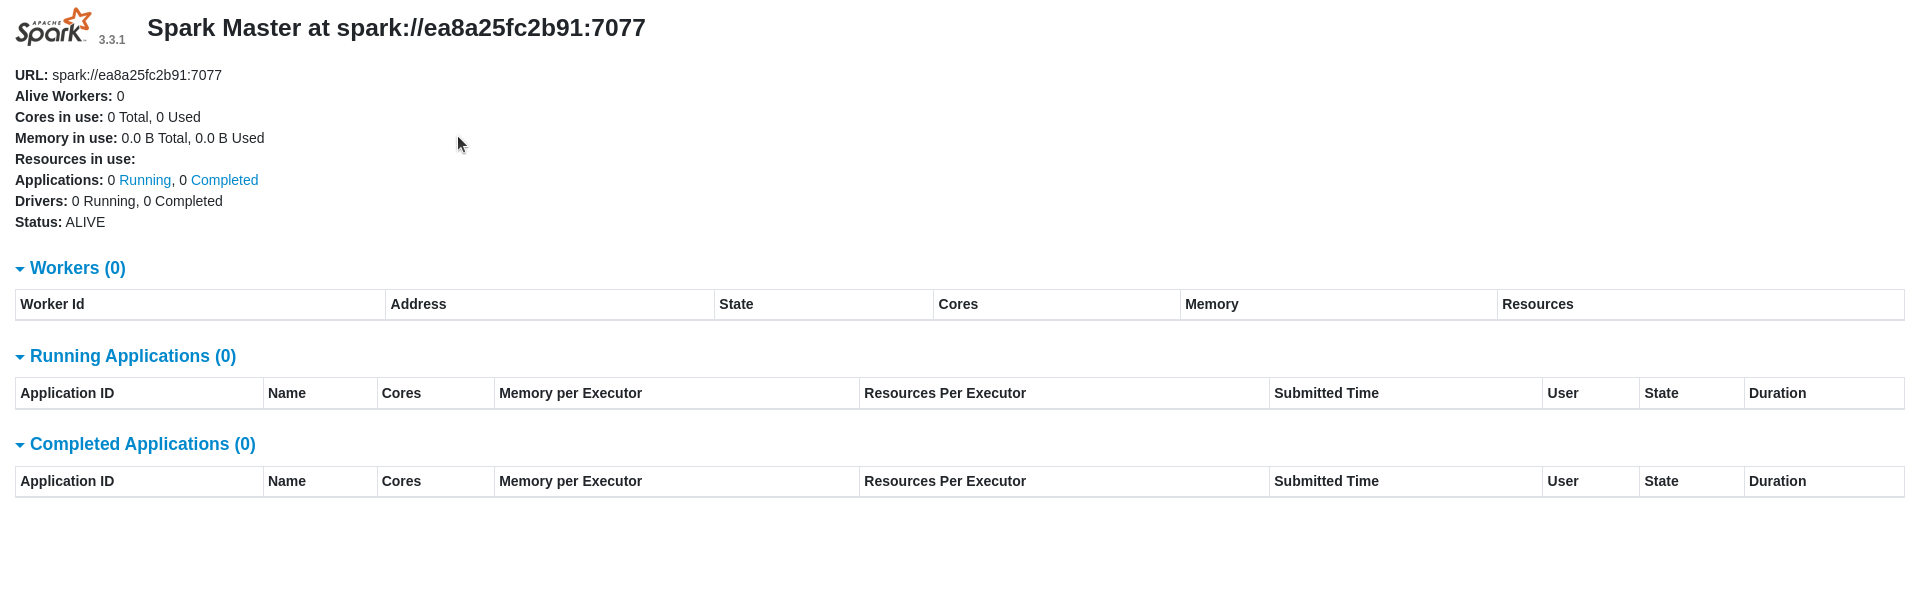 APACHE
Spark 3.3.1 Spark Master at spark://ea8a25fc2b91:7077
URL: spark://ea8a25fc2b91:7077
Alive Workers: 0
Cores in use: 0 Total, 0 Used
Memory in use: 0.0 B Total, 0.0 B Used
Resources in use:
Applications: 0 Running, 0 Completed
Drivers: 0 Running, 0 Completed
Status: ALIVE
Workers (0)
Worker Id Address State Cores Memory Resources
Running Applications (0)
Application ID Name Cores Memory per Executor Resources Per Executor Submitted Time User State Duration
Completed Applications (0)
Application ID Name Cores Memory per Executor Resources Per Executor Submitted Time User State Duration